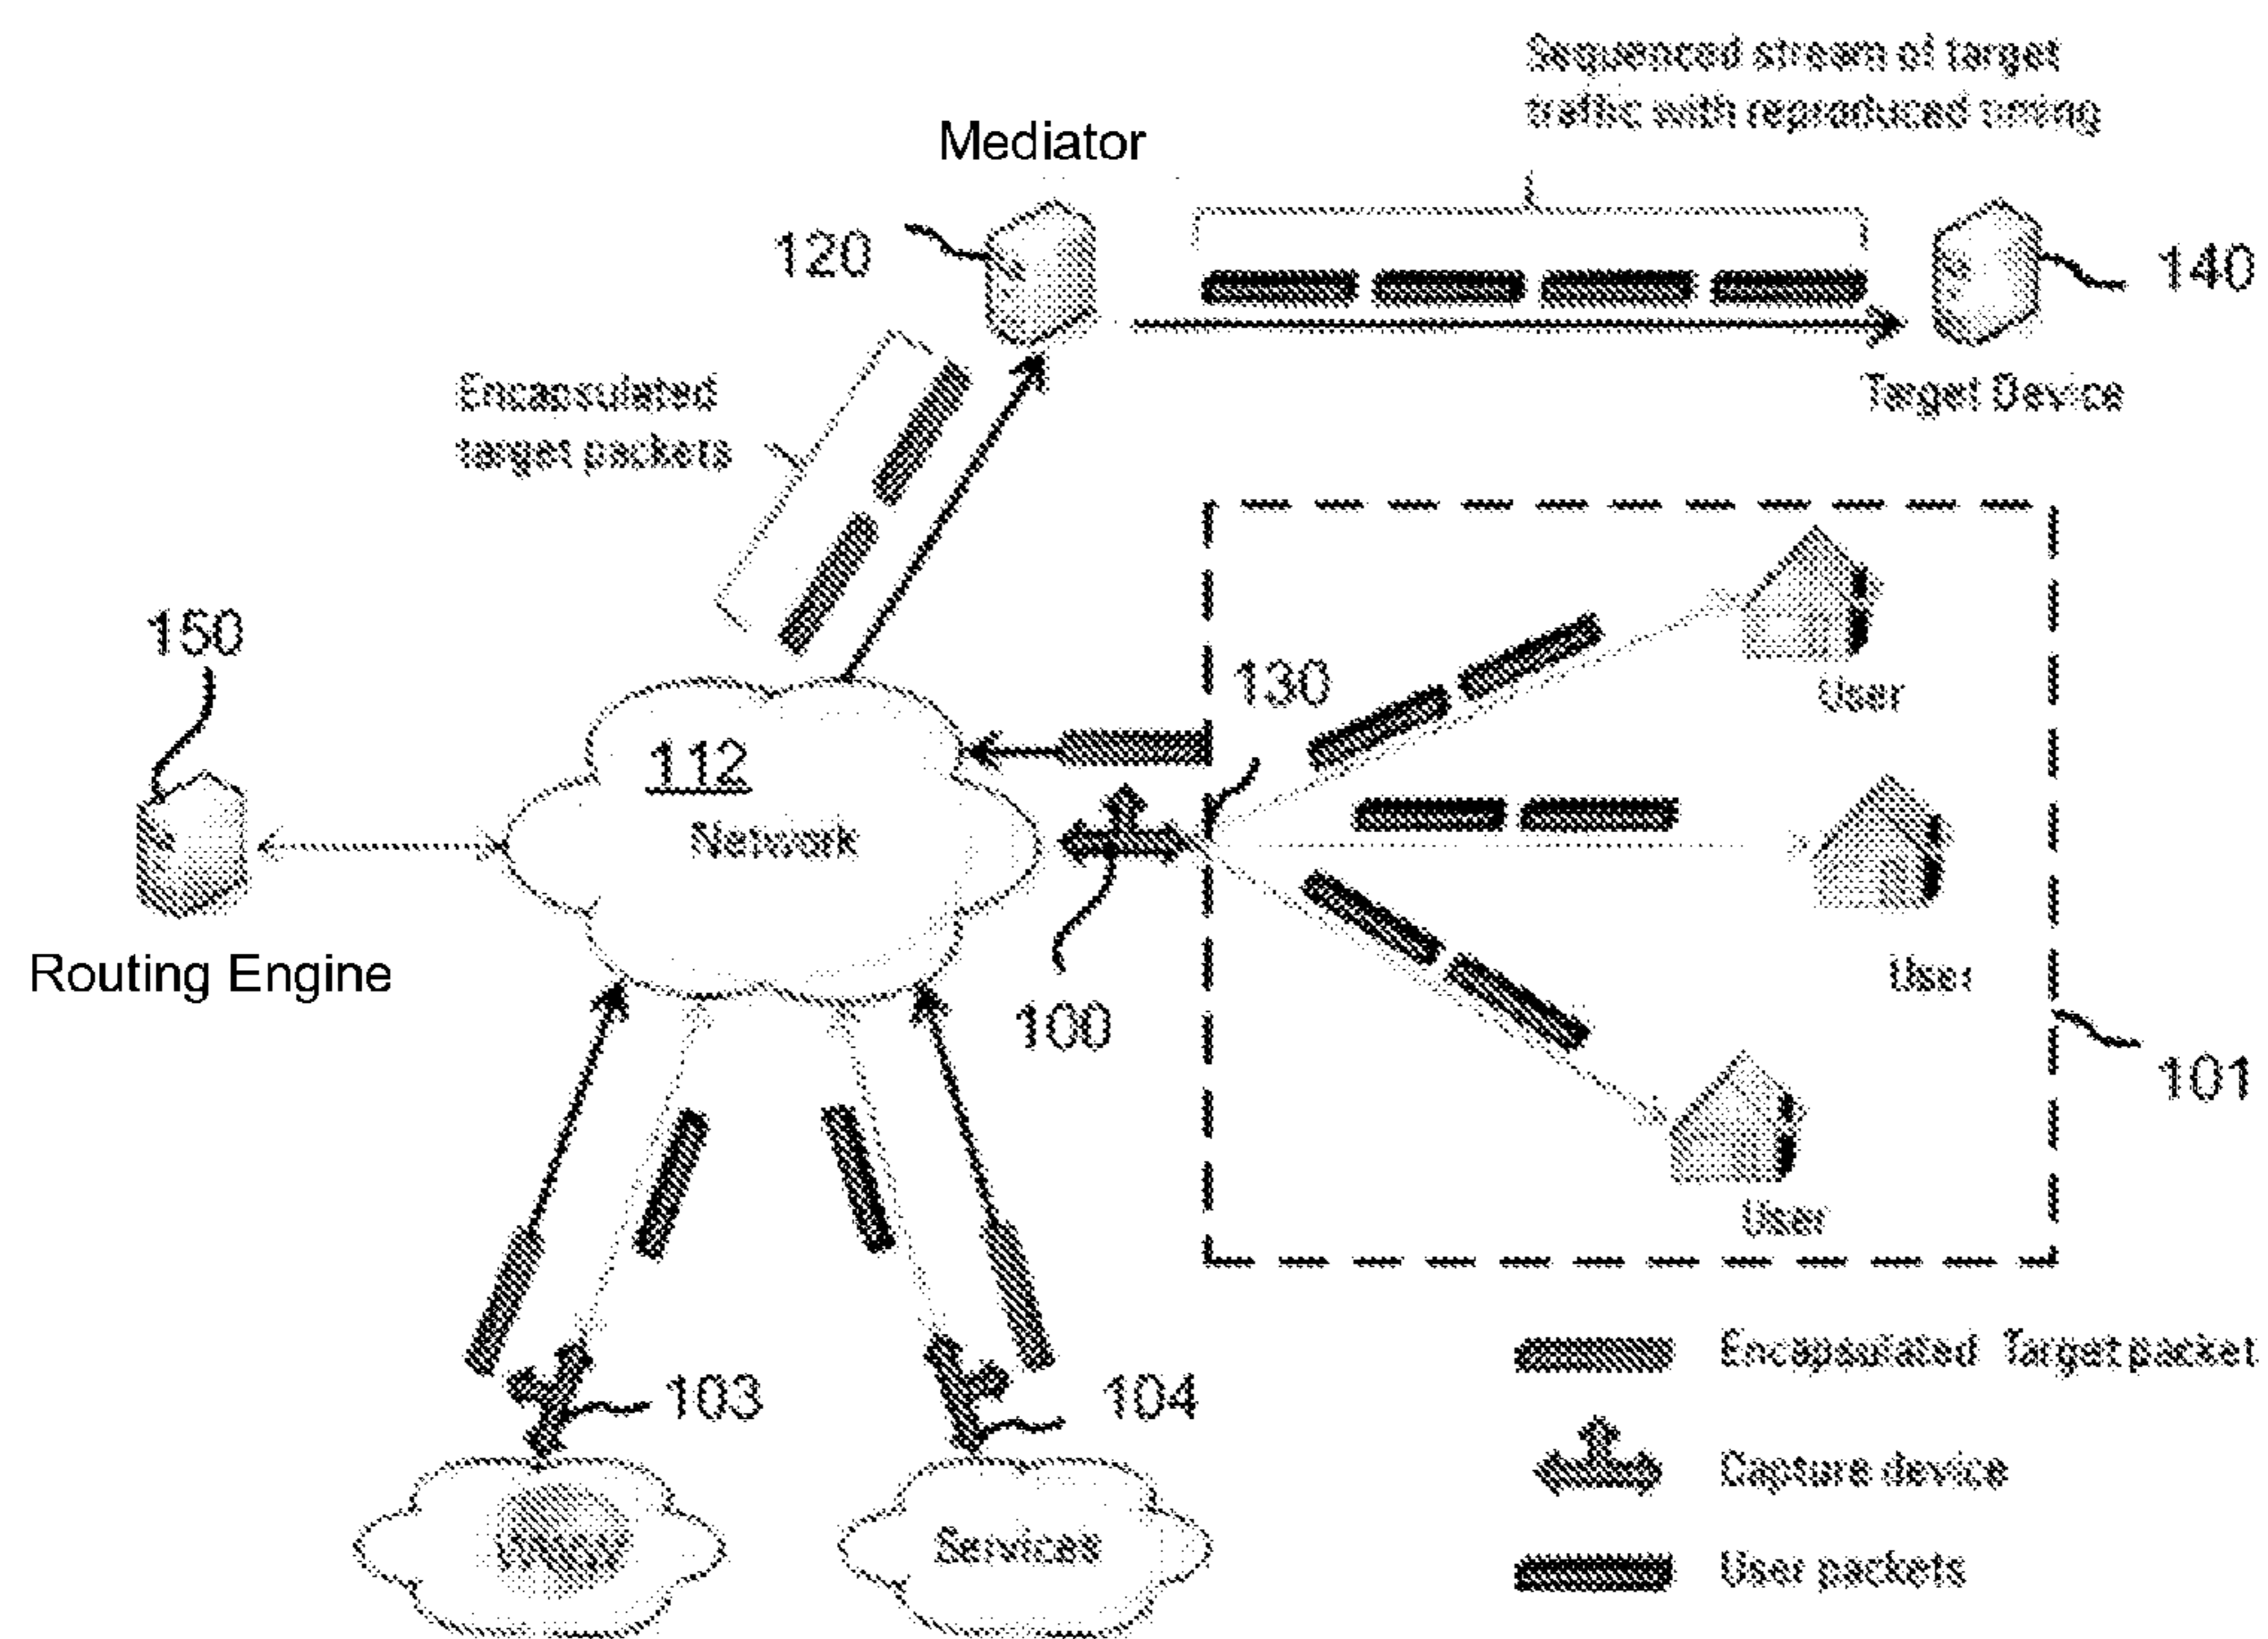 Sequenced stream of target
traffic with reproduced timing
Mediator
120
140
Encapsulated
target packets
Target Device
150
130
User
112
Network
User
Routing Engine
100
101
User
Encapsulated Target packet
103
104
Capture device
Services
User packets